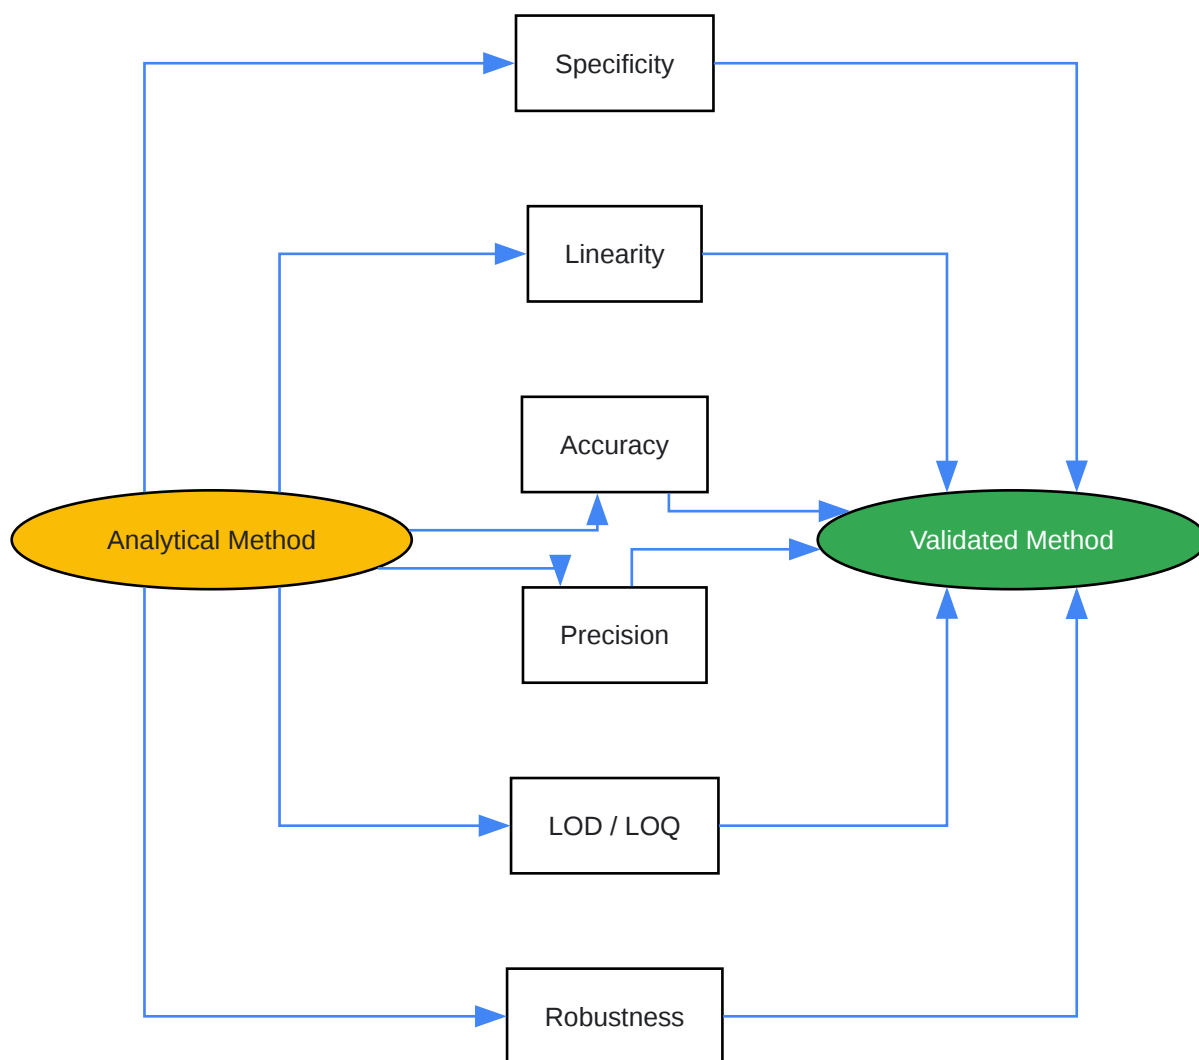 Specificity
Linearity
Accuracy
Analytical Method
Validated Method
Precision
LOD / LOQ
Robustness